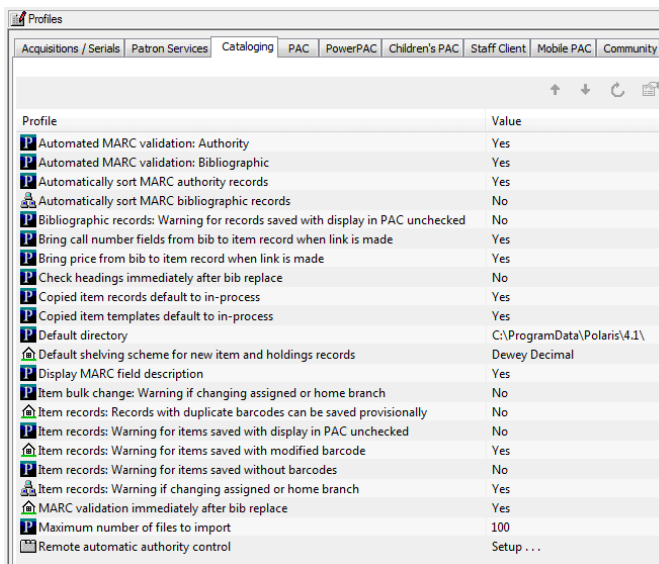 Profiles
Acquisitions / Serials Patron Services Cataloging PAC PowerPAC Children's PAC Staff Client Mobile PAC Community
Profile Value
Automated MARC validation: Authority Yes
Automated MARC validation: Bibliographic Yes
Automatically sort MARC authority records Yes
Automatically sort MARC bibliographic records No
Bibliographic records: Warning for records saved with display in PAC unchecked No
Bring call number fields from bib to item record when link is made Yes
Bring price from bib to item record when link is made Yes
Check headings immediately after bib replace No
Copied item records default to in-process Yes
Copied item templates default to in-process Yes
Default directory C:\ProgramData\Polaris\4.1\
Default shelving scheme for new item and holdings records Dewey Decimal
Display MARC field description Yes
Item bulk change: Warning if changing assigned or home branch No
Item records: Records with duplicate barcodes can be saved provisionally No
Item records: Warning for items saved with display in PAC unchecked No
Item records: Warning for items saved with modified barcode Yes
Item records: Warning for items saved without barcodes No
Item records: Warning if changing assigned or home branch Yes
MARC validation immediately after bib replace Yes
Maximum number of files to import 100
Remote automatic authority control Setup . . .